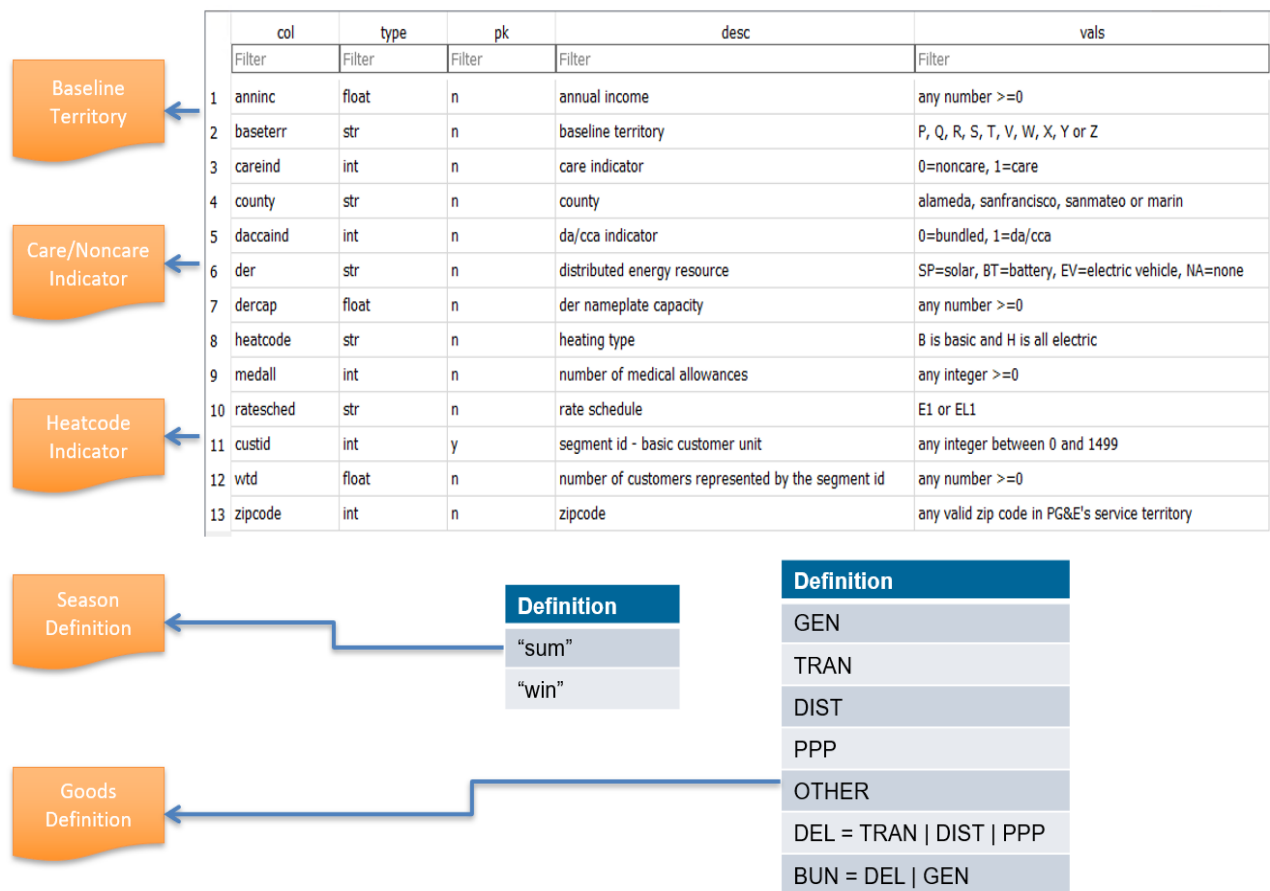 col type pk desc vals
Filter Filter Filter Filter Filter
1 anninc float n annual income any number >=0
2 baseterr str n baseline territory P, Q, R, S, T, V, W, X, Y or Z
3 careind int n care indicator 0=noncare, 1=care
4 county str n county alameda, sanfrancisco, sanmateo or marin
5 daccaind int n da/cca indicator 0=bundled, 1=da/cca
6 der str n distributed energy resource SP=solar, BT=battery, EV=electric vehicle, NA=none
7 dercap float n der nameplate capacity any number >=0
8 heatcode str n heating type B is basic and H is all electric
9 medall int n number of medical allowances any integer >=0
10 ratesched str n rate schedule E1 or EL1
11 custid int y segment id - basic customer unit any integer between 0 and 1499
12 wtd float n number of customers represented by the segment id any number >=0
13 zipcode int n zipcode any valid zip code in PG&E's service territory
Baseline
Territory
Care/Noncare
Indicator
Heatcode
Indicator
Season
Definition
Definition
“sum”
“win”
Goods
Definition
Definition
GEN
TRAN
DIST
PPP
OTHER
DEL = TRAN | DIST | PPP
BUN = DEL | GEN